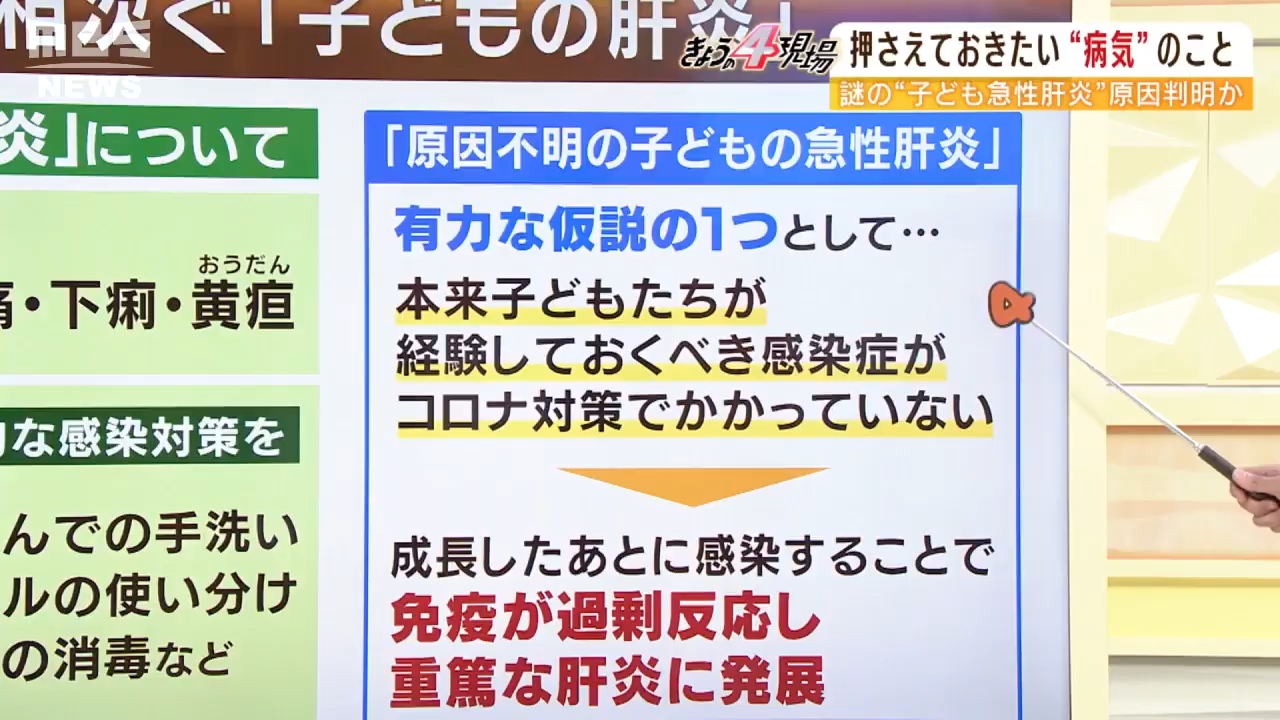 相次ぐ「子どもの肝炎」
MBS
NEWS
きょうの4現場
押さえておきたい“病気”のこと
謎の“子ども急性肝炎”原因判明か
炎」について
おうだん
痛・下痢・黄疸
な感染対策を
んでの手洗い
ルの使い分け
の消毒など
「原因不明の子どもの急性肝炎」
有力な仮説の1つとして…
本来子どもたちが
経験しておくべき感染症が
コロナ対策でかかっていない
成長したあとに感染することで
免疫が過剰反応し
重篤な肝炎に発展
4